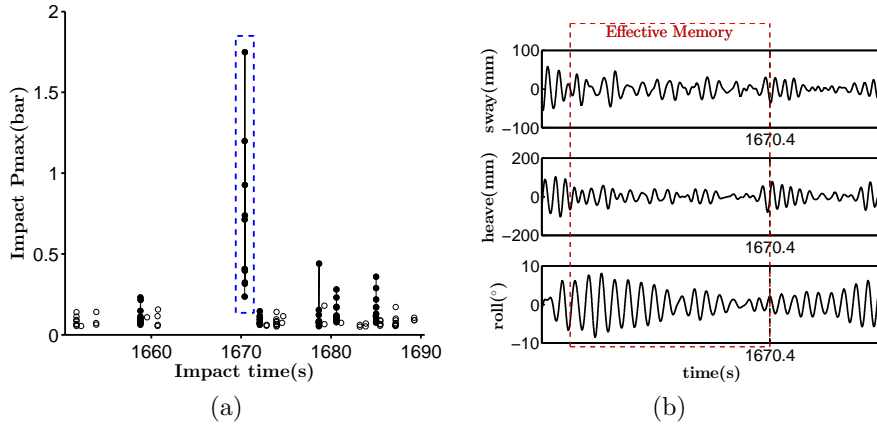 2
1.5
1
0.5
0
Impact Pmax(bar)
1660 1670 1680 1690
Impact time(s)
(a)
Effective Memory
100
0
−100
sway(mm)
1670.4
200
0
−200
heave(mm)
1670.4
10
0
−10
roll(°)
1670.4
time(s)
(b)